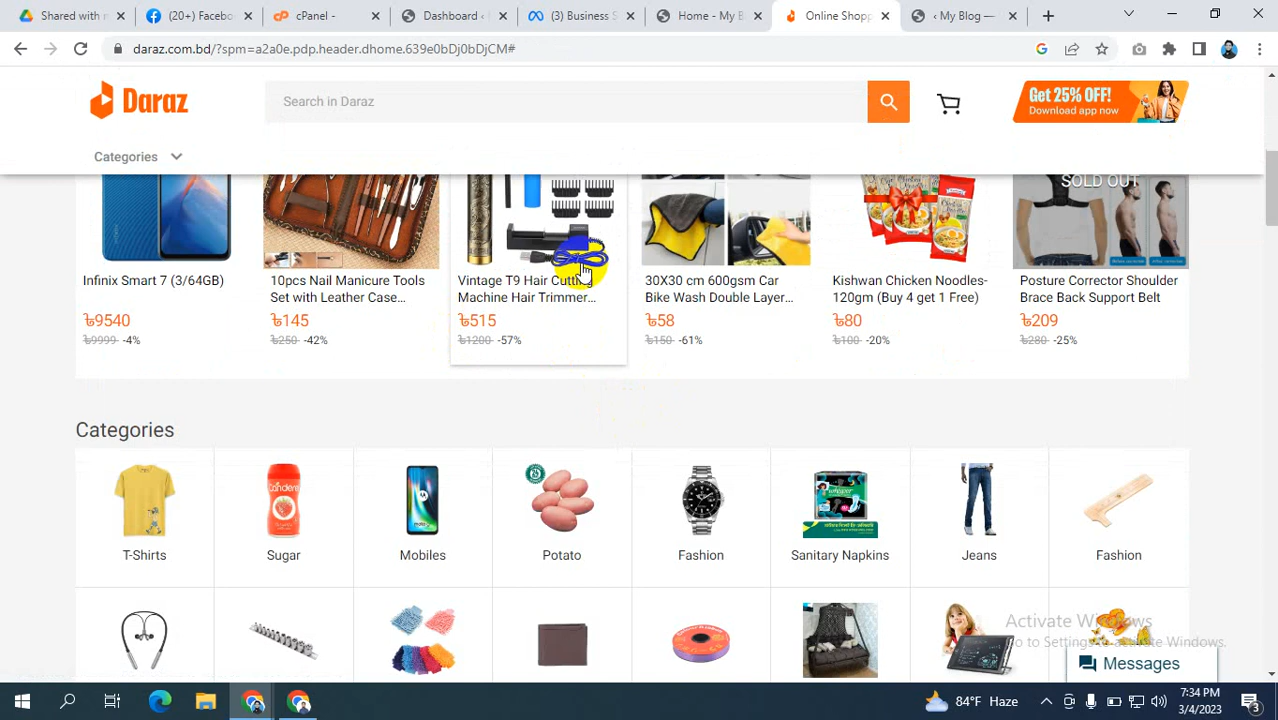 Shared with m
(20+) Facebo
cPanel -
Dashboard ‹
(3) Business S
Home - My B
Online Shopp
‹ My Blog —
daraz.com.bd/?spm=a2a0e.pdp.header.dhome.639e0bDj0bDjCM#
Daraz
Search in Daraz
Get 25% OFF!
Download app now
Categories
SOLD OUT
Infinix Smart 7 (3/64GB)
৳9540
৳9999 -4%
10pcs Nail Manicure Tools
Set with Leather Case...
৳145
৳250 -42%
Vintage T9 Hair Cutting
Machine Hair Trimmer...
৳515
৳1200 -57%
30X30 cm 600gsm Car
Bike Wash Double Layer...
৳58
৳150 -61%
Kishwan Chicken Noodles-
120gm (Buy 4 get 1 Free)
৳80
৳100 -20%
Posture Corrector Shoulder
Brace Back Support Belt
৳209
৳280 -25%
Categories
T-Shirts
Sugar
Mobiles
Potato
Fashion
whisper
Sanitary Napkins
Jeans
Fashion
Activate Windows
Go to Settings to activate Windows.
Messages
84°F Haze
7:34 PM
3/4/2023
3